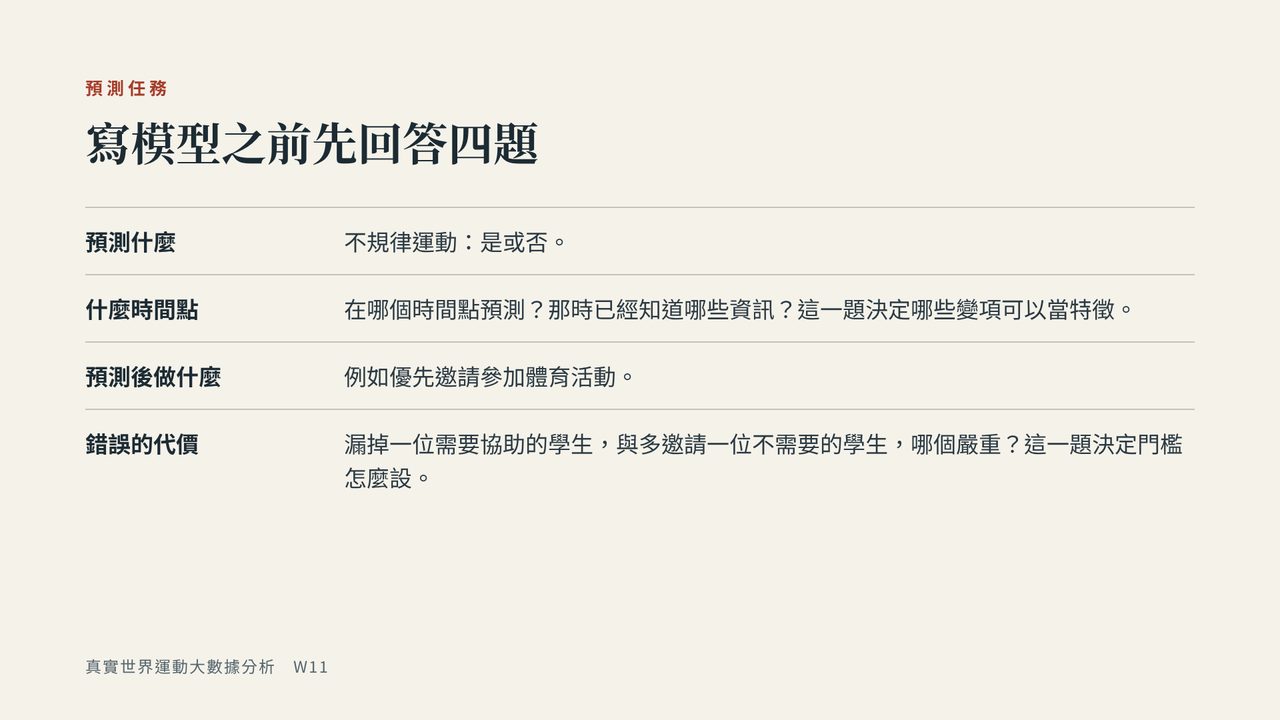 預測任務
寫模型之前先回答四題
預測什麼
不規律運動：是或否。
什麼時間點
在哪個時間點預測？那時已經知道哪些資訊？這一題決定哪些變項可以當特徵。
預測後做什麼
例如優先邀請參加體育活動。
錯誤的代價
漏掉一位需要協助的學生，與多邀請一位不需要的學生，哪個嚴重？這一題決定門檻
怎麼設。
真實世界運動大數據分析　W11